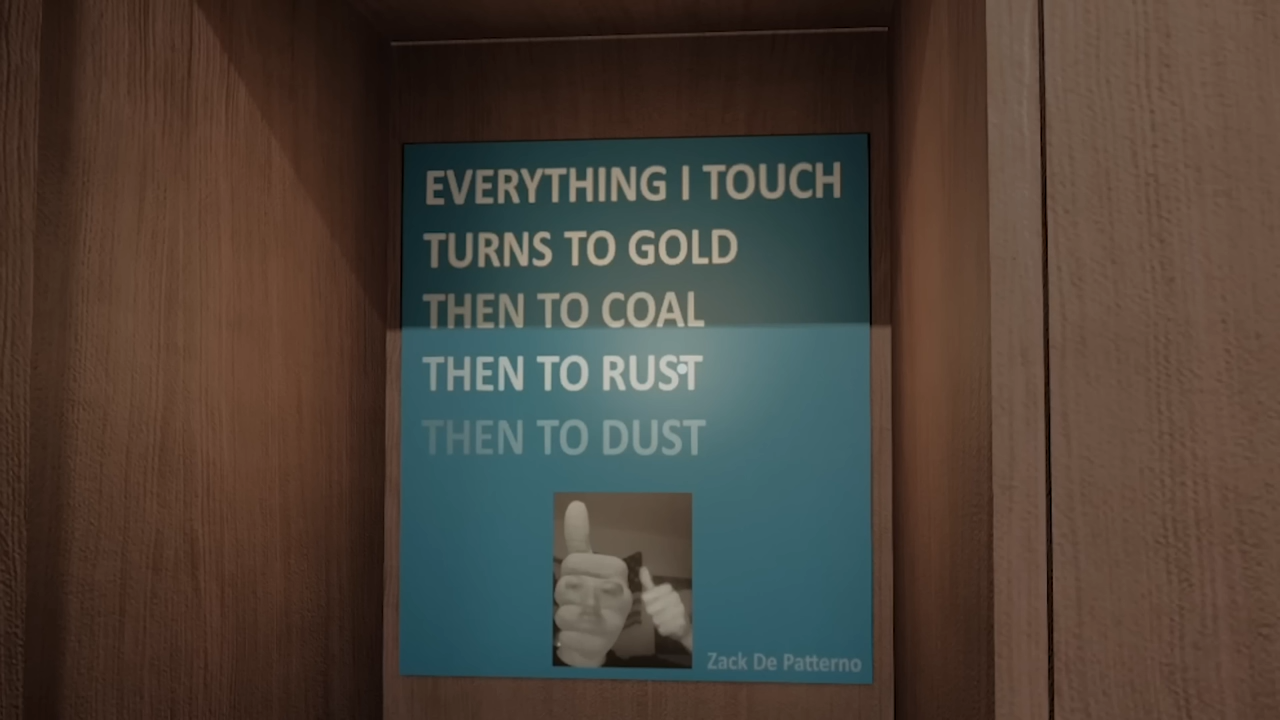 EVERYTHING I TOUCH
TURNS TO GOLD
THEN TO COAL
THEN TO RUST
THEN TO DUST
Zack De Patterno